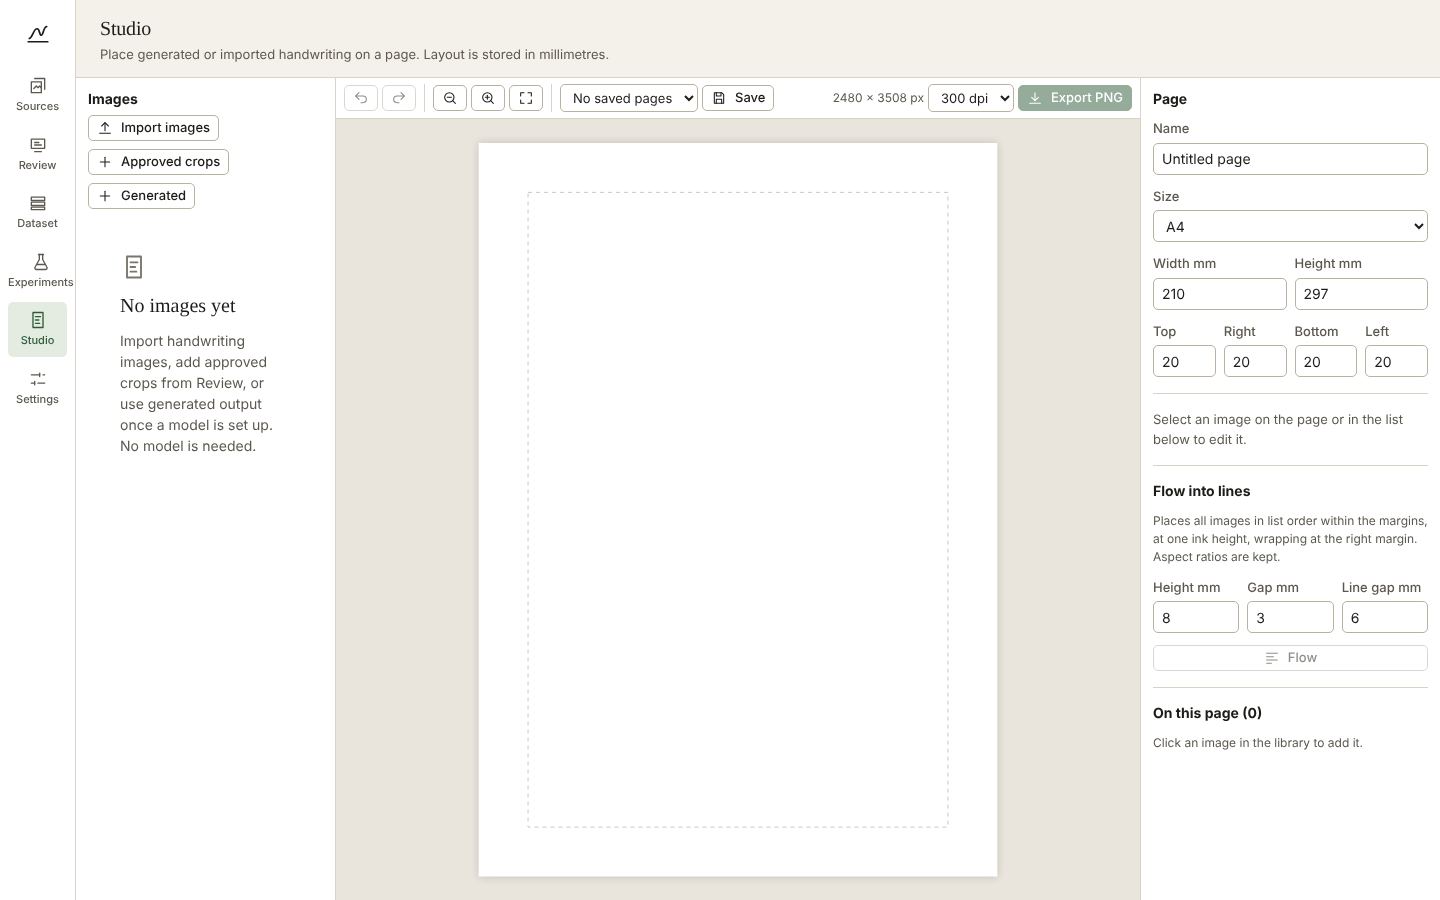 Studio
Place generated or imported handwriting on a page. Layout is stored in millimetres.
Sources
Review
Dataset
Experiments
Studio
Settings
Images
Import images
Approved crops
Generated
No images yet
Import handwriting
images, add approved
crops from Review, or
use generated output
once a model is set up.
No model is needed.
No saved pages
Save
2480 × 3508 px
300 dpi
Export PNG
Page
Name
Untitled page
Size
A4
Width mm Height mm
210 297
Top Right Bottom Left
20 20 20 20
Select an image on the page or in the list
below to edit it.
Flow into lines
Places all images in list order within the margins,
at one ink height, wrapping at the right margin.
Aspect ratios are kept.
Height mm Gap mm Line gap mm
8 3 6
Flow
On this page (0)
Click an image in the library to add it.